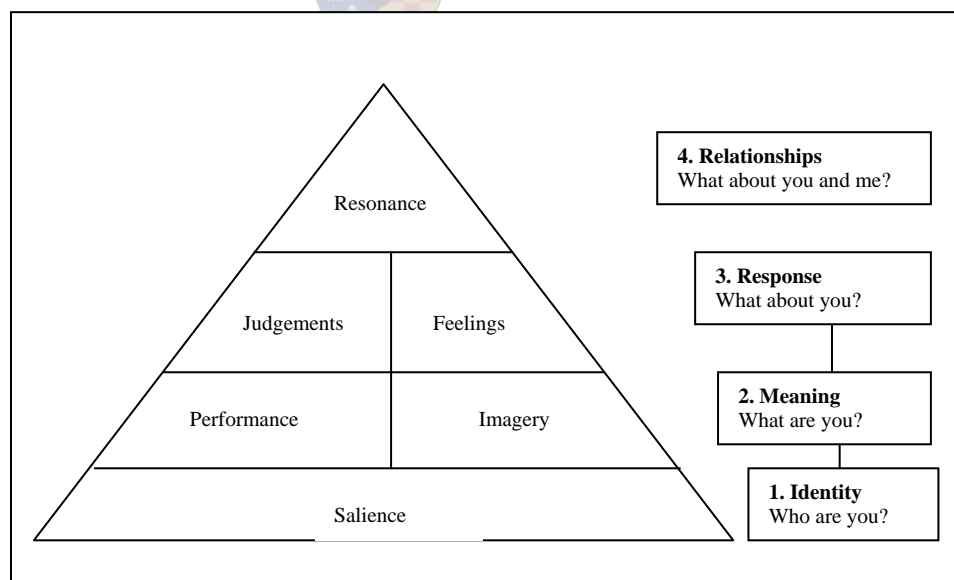 4. Relationships
What about you and me?
Resonance
3. Response
What about you?
Judgements
Feelings
2. Meaning
What are you?
Performance
Imagery
1. Identity
Who are you?
Salience